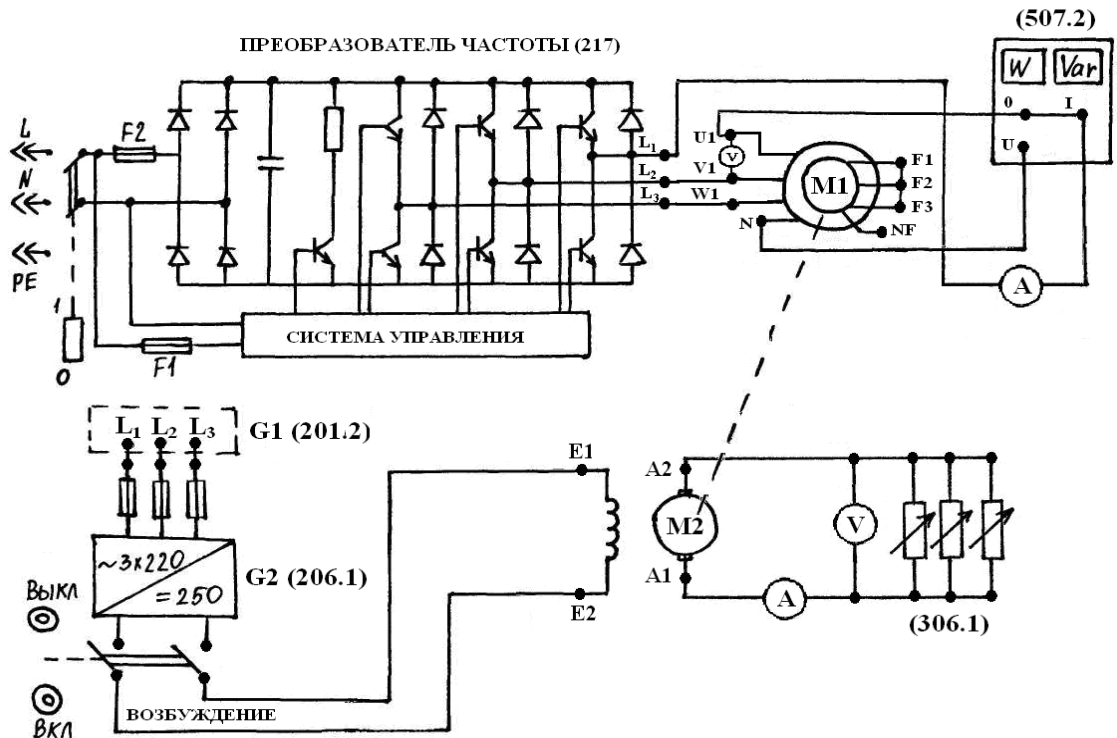 (507.2)
ПРЕОБРАЗОВАТЕЛЬ ЧАСТОТЫ (217)
W Var
0 I
U
L
N
PE
F2
1
0
F1
СИСТЕМА УПРАВЛЕНИЯ
L1
L2
L3
U1
V
V1
W1
N
M1
F1
F2
F3
NF
A
L1 L2 L3
G1 (201.2)
~3x220
=250
G2 (206.1)
ВЫКЛ
ВКЛ
ВОЗБУЖДЕНИЕ
E1
E2
A2
M2
A1
V
A
(306.1)